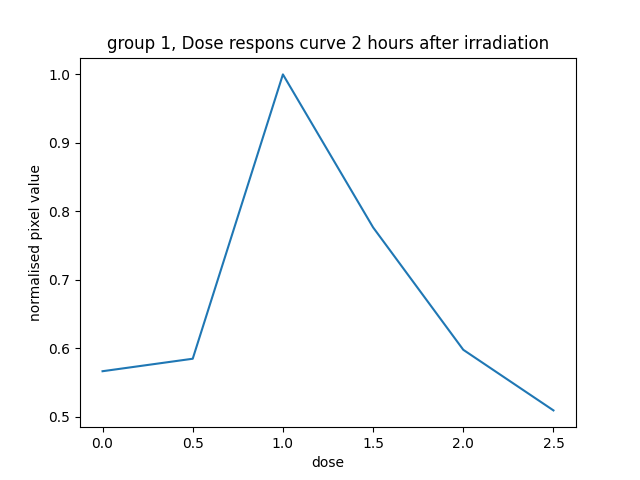 group 1, Dose respons curve 2 hours after irradiation
1.0
0.9
0.8
0.7
0.6
0.5
normalised pixel value
0.0 0.5 1.0 1.5 2.0 2.5
dose